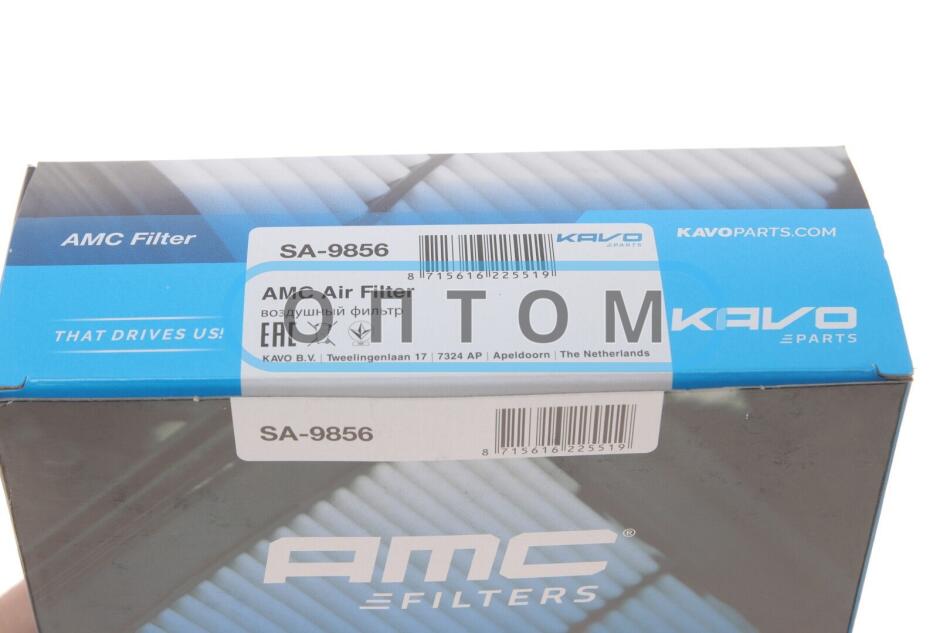 AMC Filter
SA-9856
8 715616 225519
KAVO
PARTS
KAVOPARTS.COM
AMC Air Filter
воздушный фильтр
ОПТОМ
EAC
THAT DRIVES US!
KAVO
PARTS
KAVO B.V. | Tweelingenlaan 17 | 7324 AP | Apeldoorn | The Netherlands
SA-9856
8 715616 225519
AMC®
FILTERS